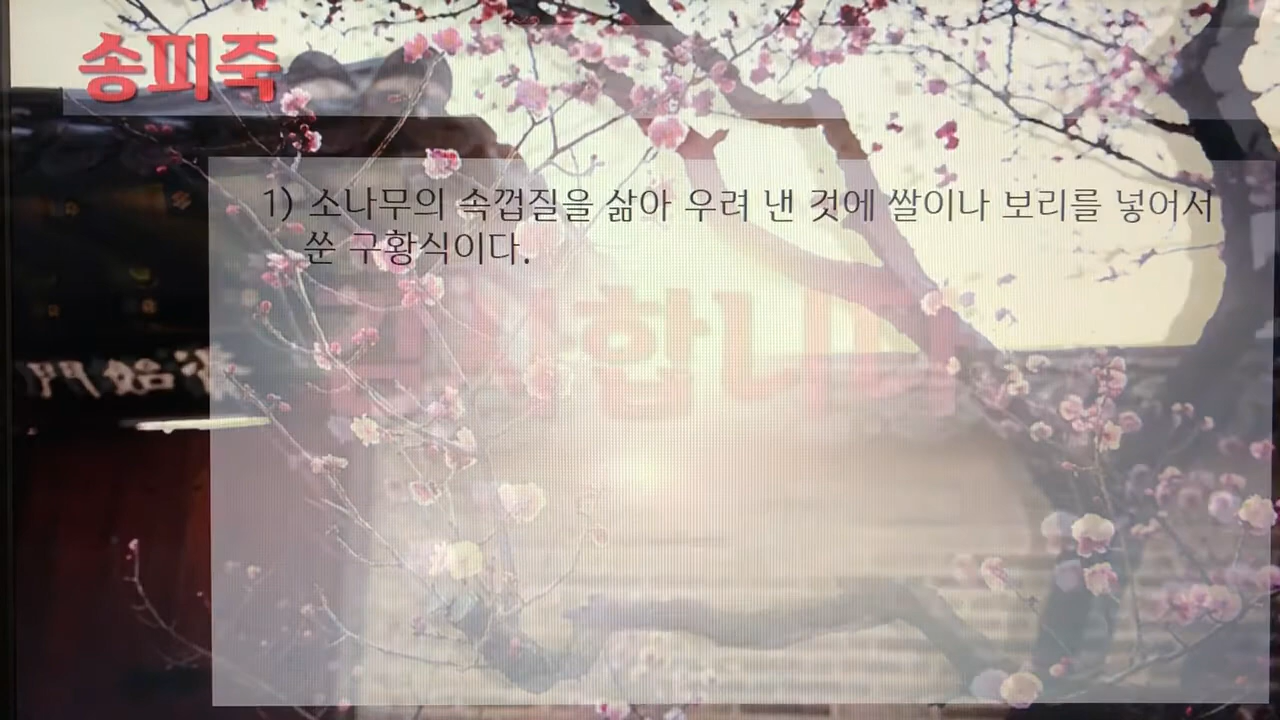 송피죽
1) 소나무의 속껍질을 삶아 우려 낸 것에 쌀이나 보리를 넣어서
쑨 구황식이다.